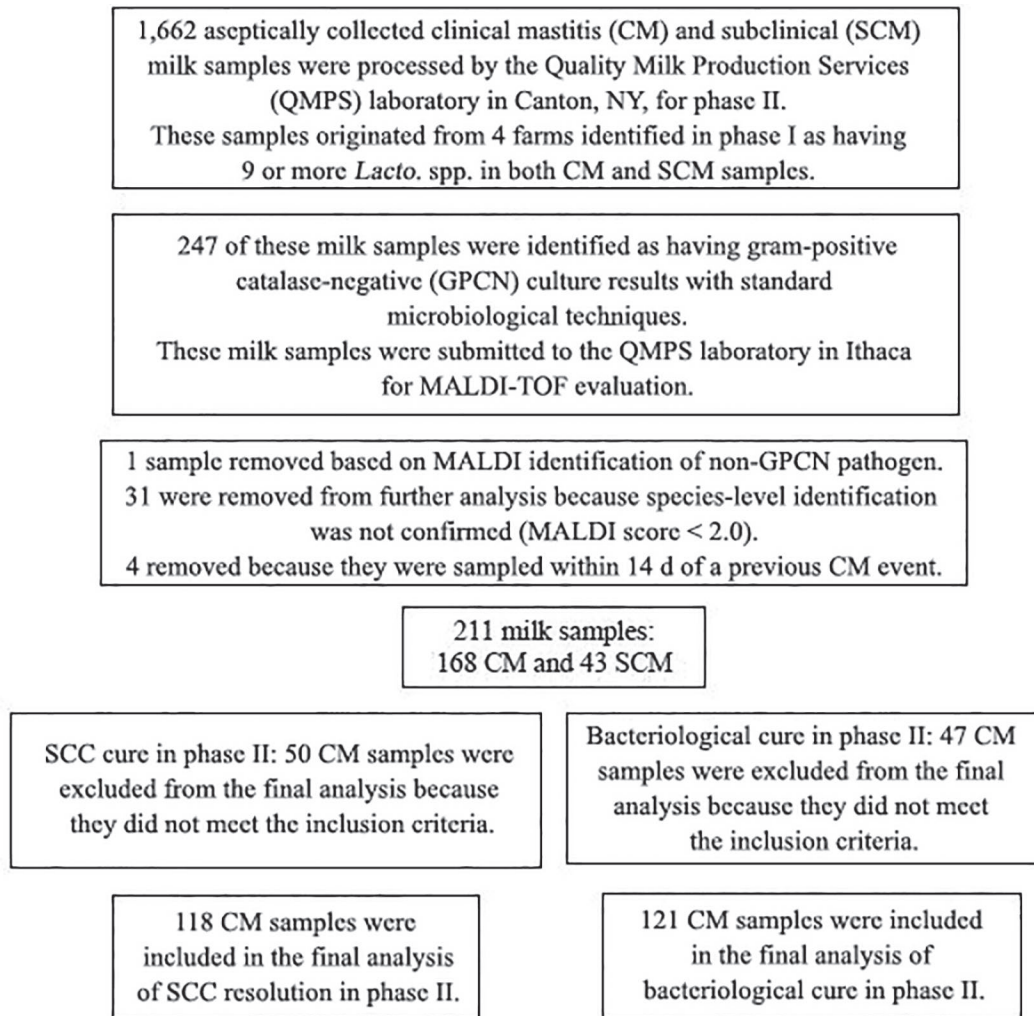 1,662 aseptically collected clinical mastitis (CM) and subclinical (SCM)
milk samples were processed by the Quality Milk Production Services
(QMPS) laboratory in Canton, NY, for phase II.
These samples originated from 4 farms identified in phase I as having
9 or more Lacto. spp. in both CM and SCM samples.
247 of these milk samples were identified as having gram-positive
catalase-negative (GPCN) culture results with standard
microbiological techniques.
These milk samples were submitted to the QMPS laboratory in Ithaca
for MALDI-TOF evaluation.
1 sample removed based on MALDI identification of non-GPCN pathogen.
31 were removed from further analysis because species-level identification
was not confirmed (MALDI score < 2.0).
4 removed because they were sampled within 14 d of a previous CM event.
211 milk samples:
168 CM and 43 SCM
SCC cure in phase II: 50 CM samples were
excluded from the final analysis because
they did not meet the inclusion criteria.
Bacteriological cure in phase II: 47 CM
samples were excluded from the final
analysis because they did not meet
the inclusion criteria.
118 CM samples were
included in the final analysis
of SCC resolution in phase II.
121 CM samples were included
in the final analysis of
bacteriological cure in phase II.